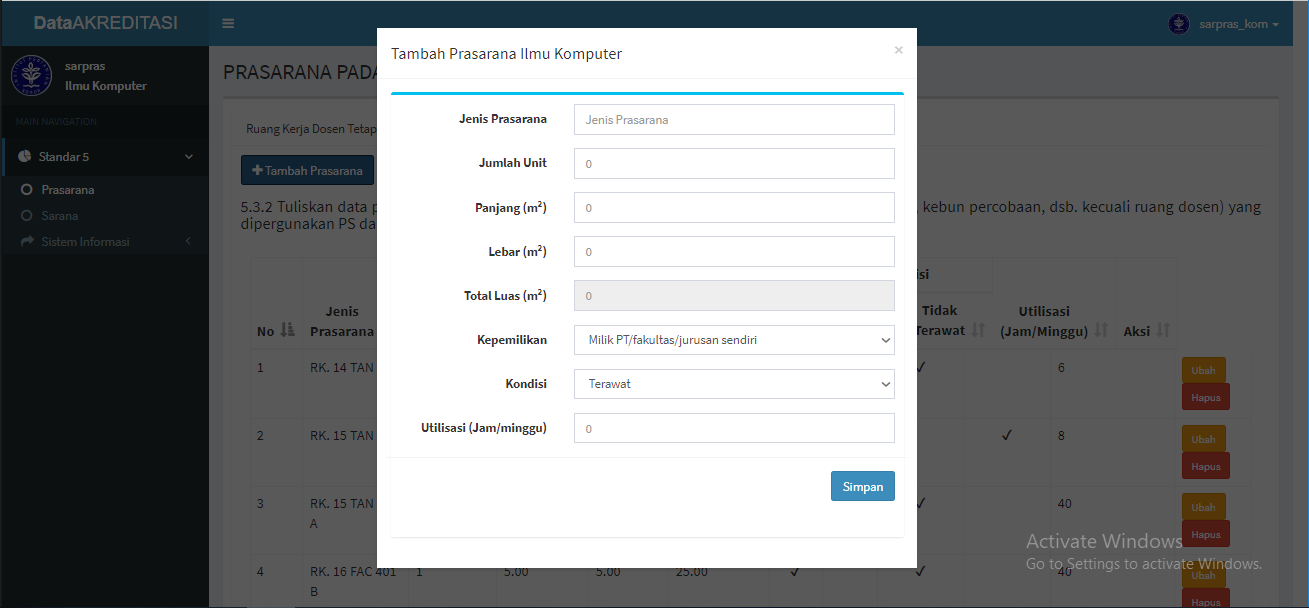 DataAKREDITASI
sarpras_kom
sarpras
Ilmu Komputer
MAIN NAVIGATION
Standar 5
Prasarana
Sarana
Sistem Informasi
PRASARANA PADA
Ruang Kerja Dosen Tetap
Tambah Prasarana
5.3.2 Tuliskan data p , kebun percobaan, dsb. kecuali ruang dosen) yang
dipergunakan PS da
Tambah Prasarana Ilmu Komputer ×
Jenis Prasarana Jenis Prasarana
Jumlah Unit 0
Panjang (m²) 0
Lebar (m²) 0
Total Luas (m²) 0
Kepemilikan Milik PT/fakultas/jurusan sendiri
Kondisi Terawat
Utilisasi (Jam/minggu) 0
Simpan
isi
No Jenis Prasarana Tidak Terawat Utilisasi (Jam/Minggu) Aksi
1 RK. 14 TAN ✓ 6 Ubah
Hapus
2 RK. 15 TAN ✓ 8 Ubah
Hapus
3 RK. 15 TAN ✓ 40 Ubah
A Hapus
4 RK. 16 FAC 401 1 5.00 5.00 25.00 ✓ ✓ 40 Ubah
B Hapus
Activate Windows
Go to Settings to activate Windows.